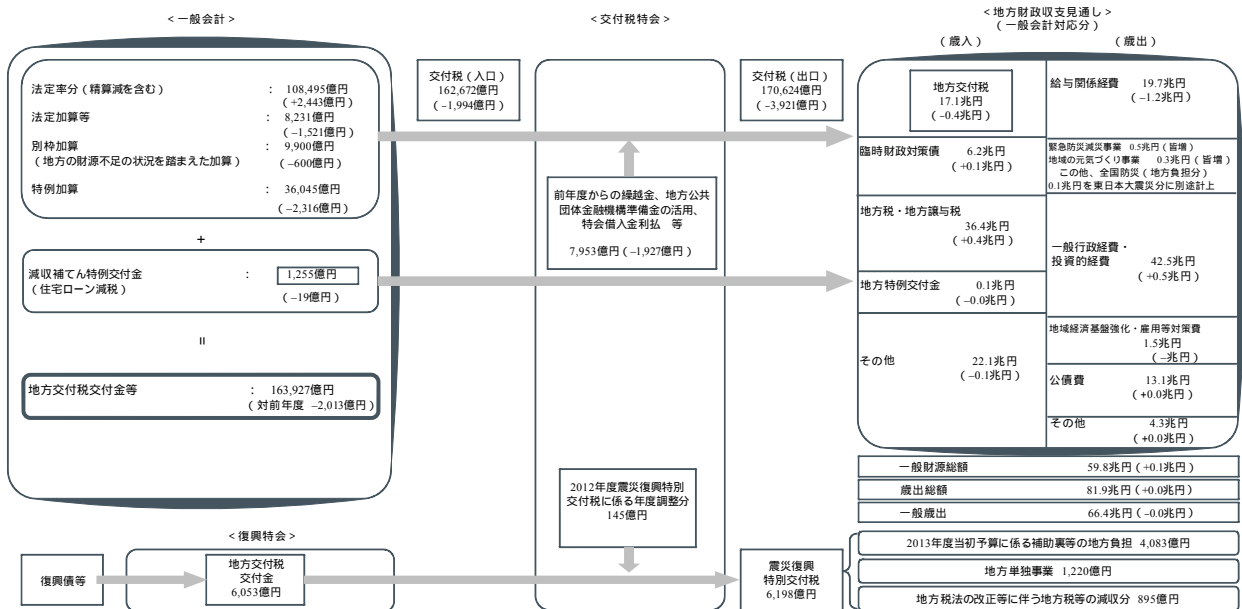 <一般会計>
法定率分(精算減を含む) : 108,495億円
(+2,443億円)
法定加算等 : 8,231億円
(–1,521億円)
別枠加算 : 9,900億円
(地方の財源不足の状況を踏まえた加算) (–600億円)
特例加算 : 36,045億円
(–2,316億円)
+
減収補てん特例交付金 : 1,255億円
(住宅ローン減税) (–19億円)
=
地方交付税交付金等 : 163,927億円
(対前年度 –2,013億円)
<交付税特会>
交付税(入口)
162,672億円
(–1,994億円)
交付税(出口)
170,624億円
(–3,921億円)
前年度からの繰越金、地方公共
団体金融機構準備金の活用、
特会借入金利払 等
7,953億円(–1,927億円)
<地方財政収支見通し>
(一般会計対応分)
(歳入) (歳出)
地方交付税
17.1兆円
(–0.4兆円)
臨時財政対策債 6.2兆円
(+0.1兆円)
地方税・地方譲与税
36.4兆円
(+0.4兆円)
地方特例交付金 0.1兆円
(–0.0兆円)
その他 22.1兆円
(–0.1兆円)
給与関係経費 19.7兆円
(–1.2兆円)
緊急防災減災事業 0.5兆円(皆増)
地域の元気づくり事業 0.3兆円(皆増)
この他、全国防災(地方負担分)
0.1兆円を東日本大震災分に別途計上
一般行政経費・
投資的経費 42.5兆円
(+0.5兆円)
地域経済基盤強化・雇用等対策費
1.5兆円
(–兆円)
公債費 13.1兆円
(+0.0兆円)
その他 4.3兆円
(+0.0兆円)
一般財源総額 59.8兆円(+0.1兆円)
歳出総額 81.9兆円(+0.0兆円)
一般歳出 66.4兆円(-0.0兆円)
<復興特会>
復興債等
地方交付税
交付金
6,053億円
2012年度震災復興特別
交付税に係る年度調整分
145億円
震災復興
特別交付税
6,198億円
2013年度当初予算に係る補助裏等の地方負担 4,083億円
地方単独事業 1,220億円
地方税法の改正等に伴う地方税等の減収分 895億円